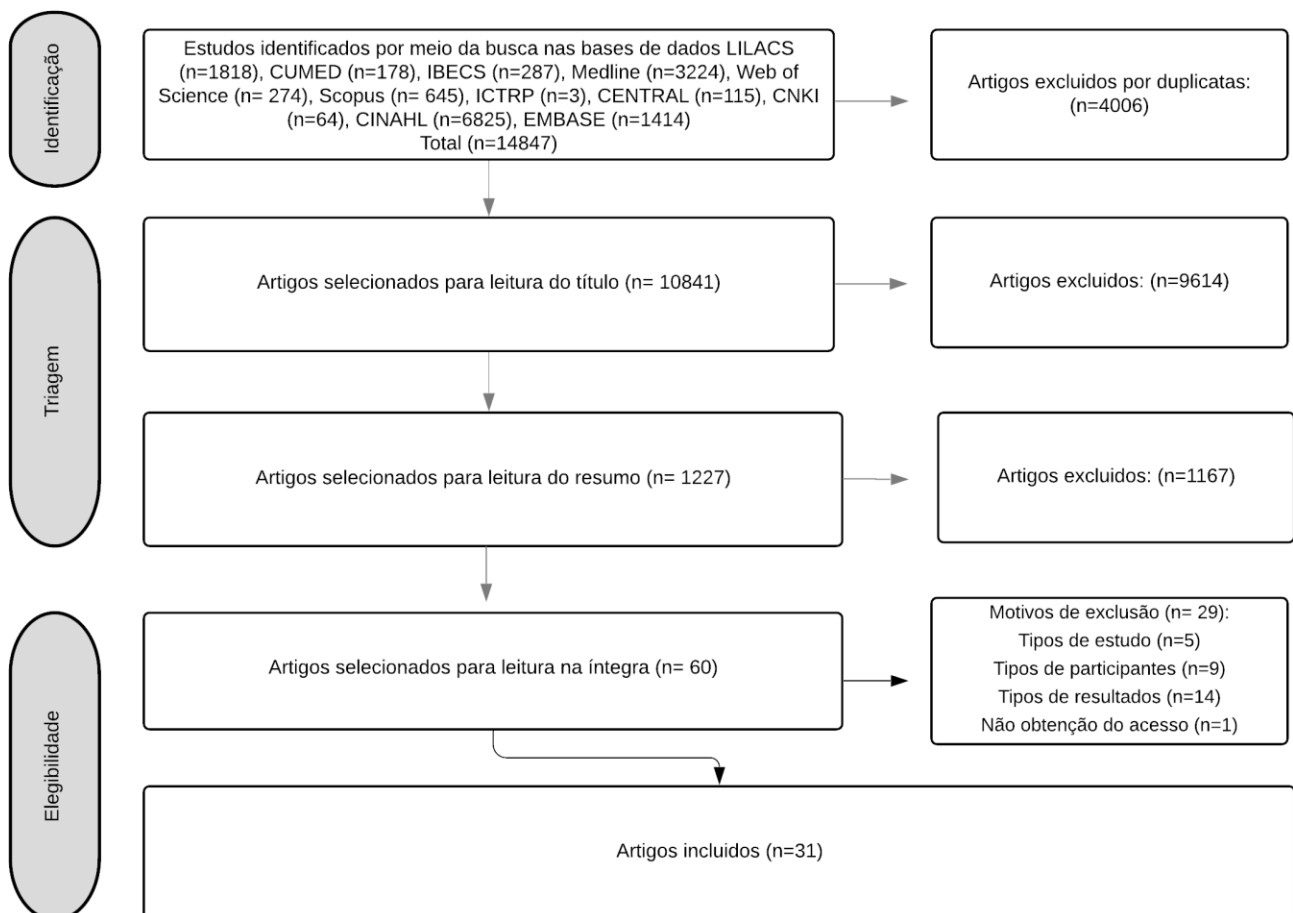 Identificação
Estudos identificados por meio da busca nas bases de dados LILACS
(n=1818), CUMED (n=178), IBECS (n=287), Medline (n=3224), Web of
Science (n= 274), Scopus (n= 645), ICTRP (n=3), CENTRAL (n=115), CNKI
(n=64), CINAHL (n=6825), EMBASE (n=1414)
Total (n=14847)
Artigos excluidos por duplicatas:
(n=4006)
Triagem
Artigos selecionados para leitura do título (n= 10841)
Artigos excluidos: (n=9614)
Artigos selecionados para leitura do resumo (n= 1227)
Artigos excluidos: (n=1167)
Elegibilidade
Artigos selecionados para leitura na íntegra (n= 60)
Motivos de exclusão (n= 29):
Tipos de estudo (n=5)
Tipos de participantes (n=9)
Tipos de resultados (n=14)
Não obtenção do acesso (n=1)
Artigos incluidos (n=31)